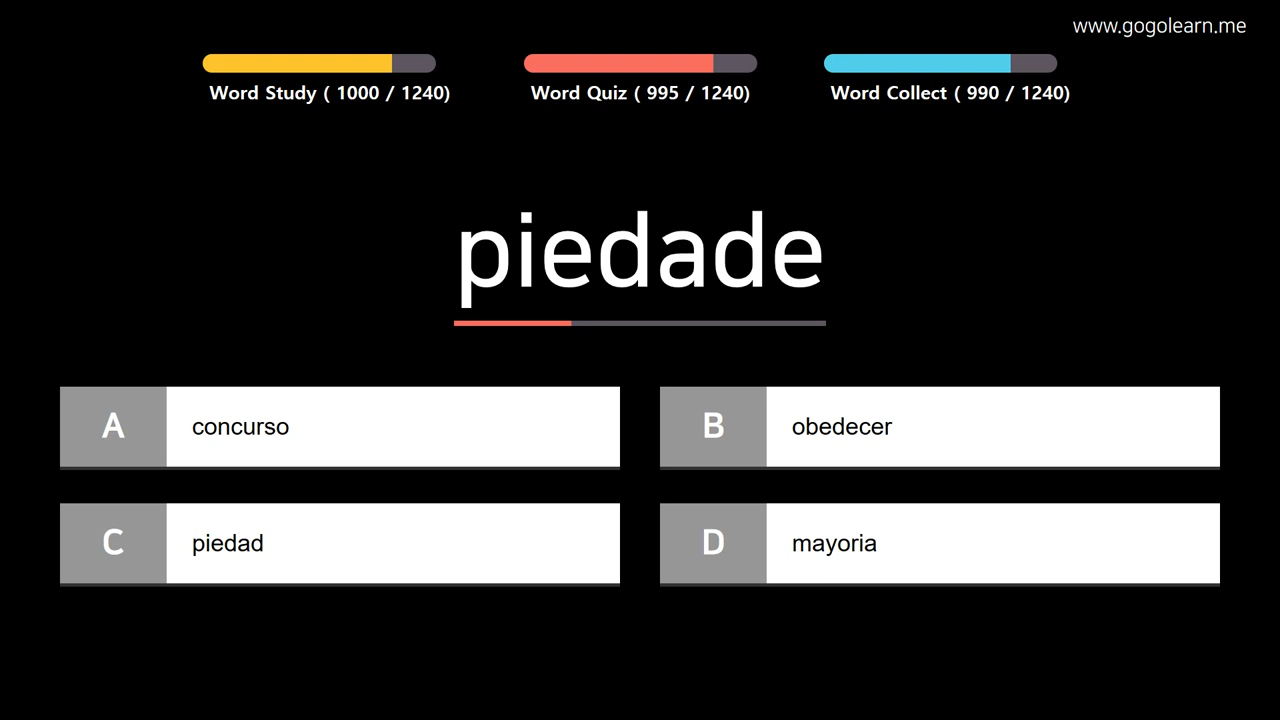 www.gogolearn.me
Word Study ( 1000 / 1240)
Word Quiz ( 995 / 1240)
Word Collect ( 990 / 1240)
piedade
A
concurso
B
obedecer
C
piedad
D
mayoria